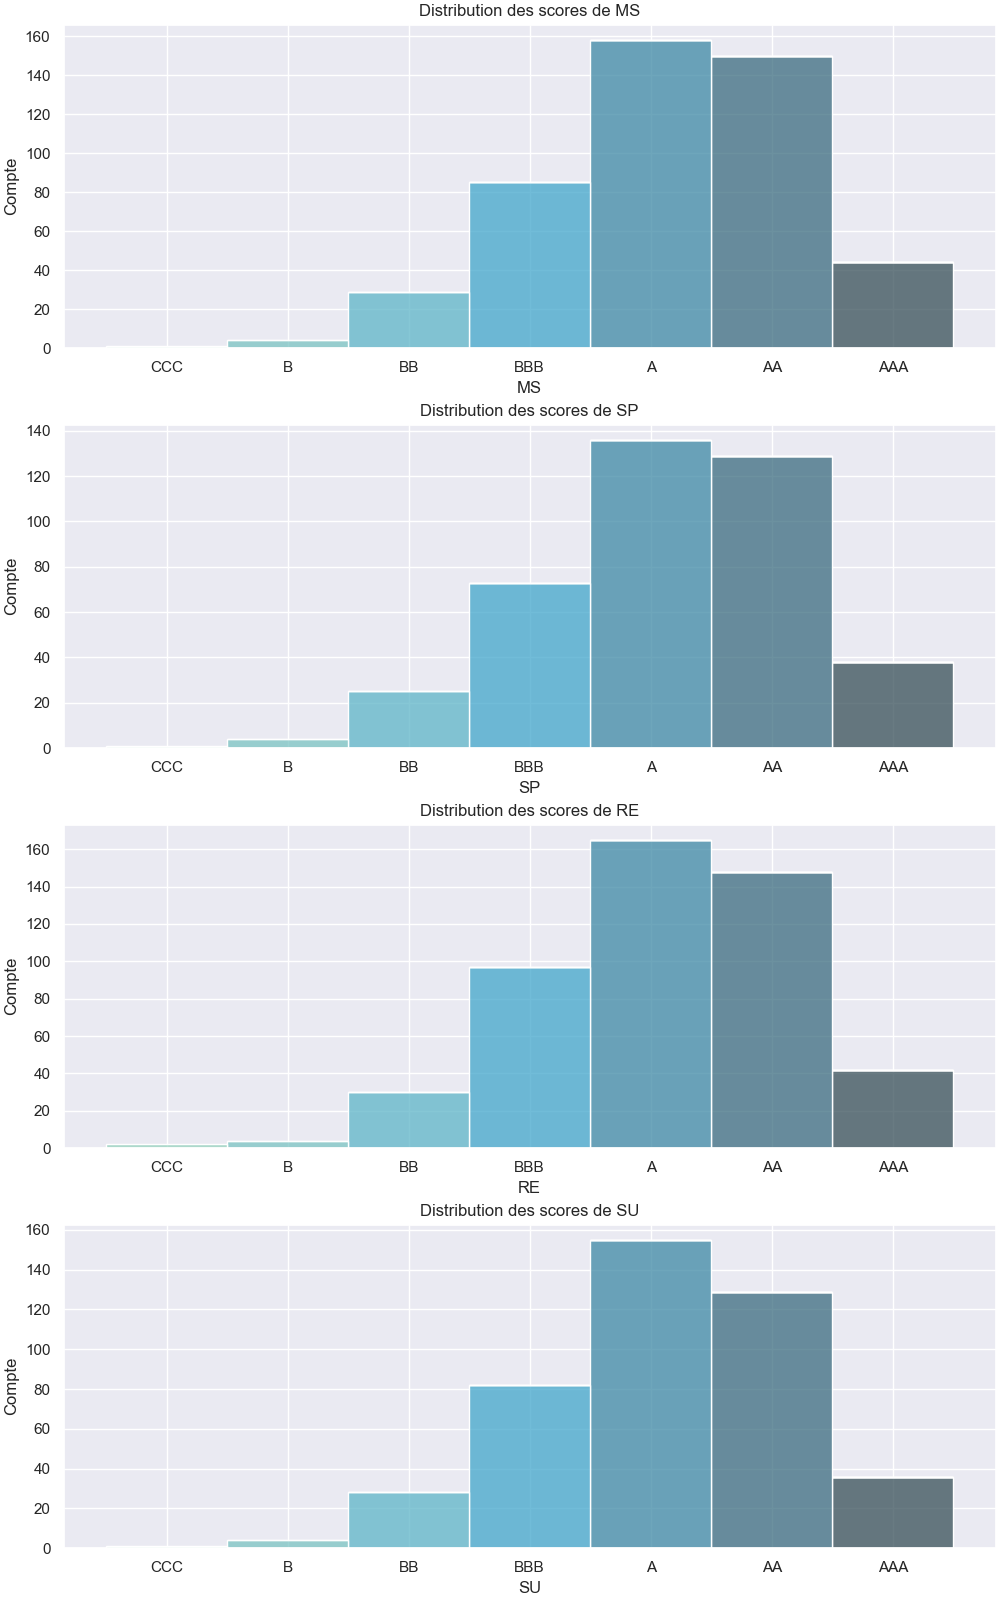 Distribution des scores de MS
160
140
120
100
80
60
40
20
0
Compte
CCC B BB BBB A AA AAA
MS
Distribution des scores de SP
140
120
100
80
60
40
20
0
Compte
CCC B BB BBB A AA AAA
SP
Distribution des scores de RE
160
140
120
100
80
60
40
20
0
Compte
CCC B BB BBB A AA AAA
RE
Distribution des scores de SU
160
140
120
100
80
60
40
20
0
Compte
CCC B BB BBB A AA AAA
SU